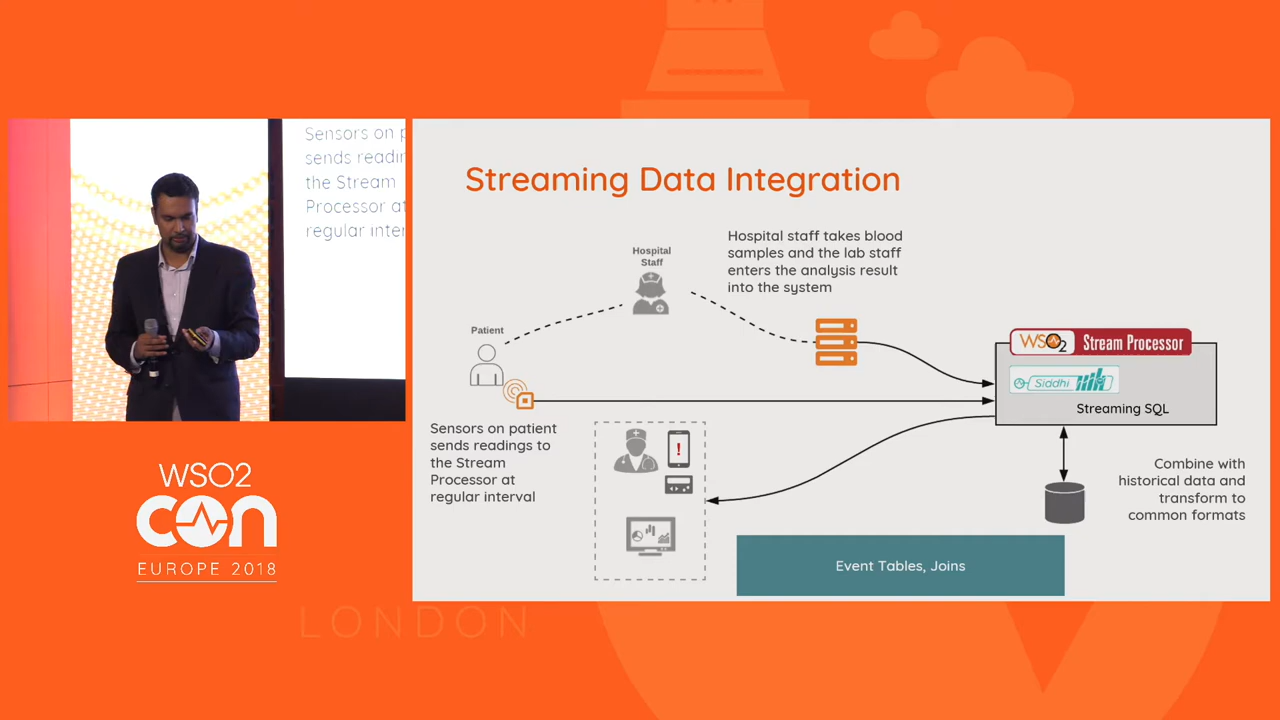 Sensors on p
sends readin
the Stream
Processor at
regular inter
WSO2
con
EUROPE 2018
LONDON
Streaming Data Integration
Hospital
Staff
Hospital staff takes blood
samples and the lab staff
enters the analysis result
into the system
Patient
Sensors on patient
sends readings to
the Stream
Processor at
regular interval
!
WSO2 Stream Processor
Siddhi
Streaming SQL
Combine with
historical data and
transform to
common formats
Event Tables, Joins